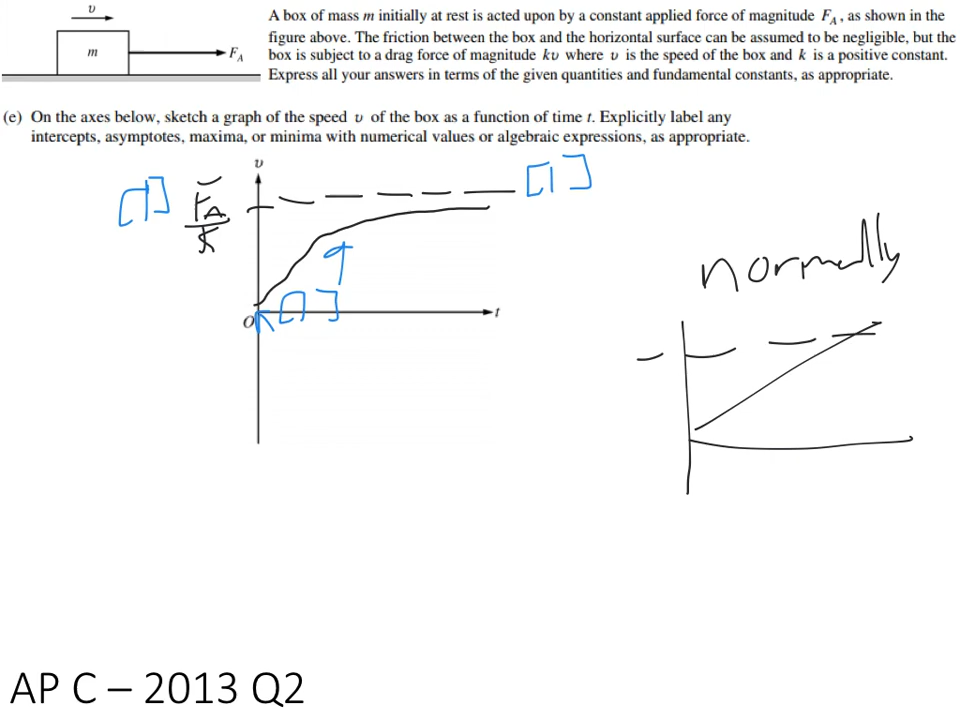 υ
m
F_A
A box of mass m initially at rest is acted upon by a constant applied force of magnitude F_A, as shown in the
figure above. The friction between the box and the horizontal surface can be assumed to be negligible, but the
box is subject to a drag force of magnitude kυ where υ is the speed of the box and k is a positive constant.
Express all your answers in terms of the given quantities and fundamental constants, as appropriate.
(e) On the axes below, sketch a graph of the speed υ of the box as a function of time t. Explicitly label any
intercepts, asymptotes, maxima, or minima with numerical values or algebraic expressions, as appropriate.
υ
[1] F_A/k [1]
normally
[1]
O t
AP C – 2013 Q2